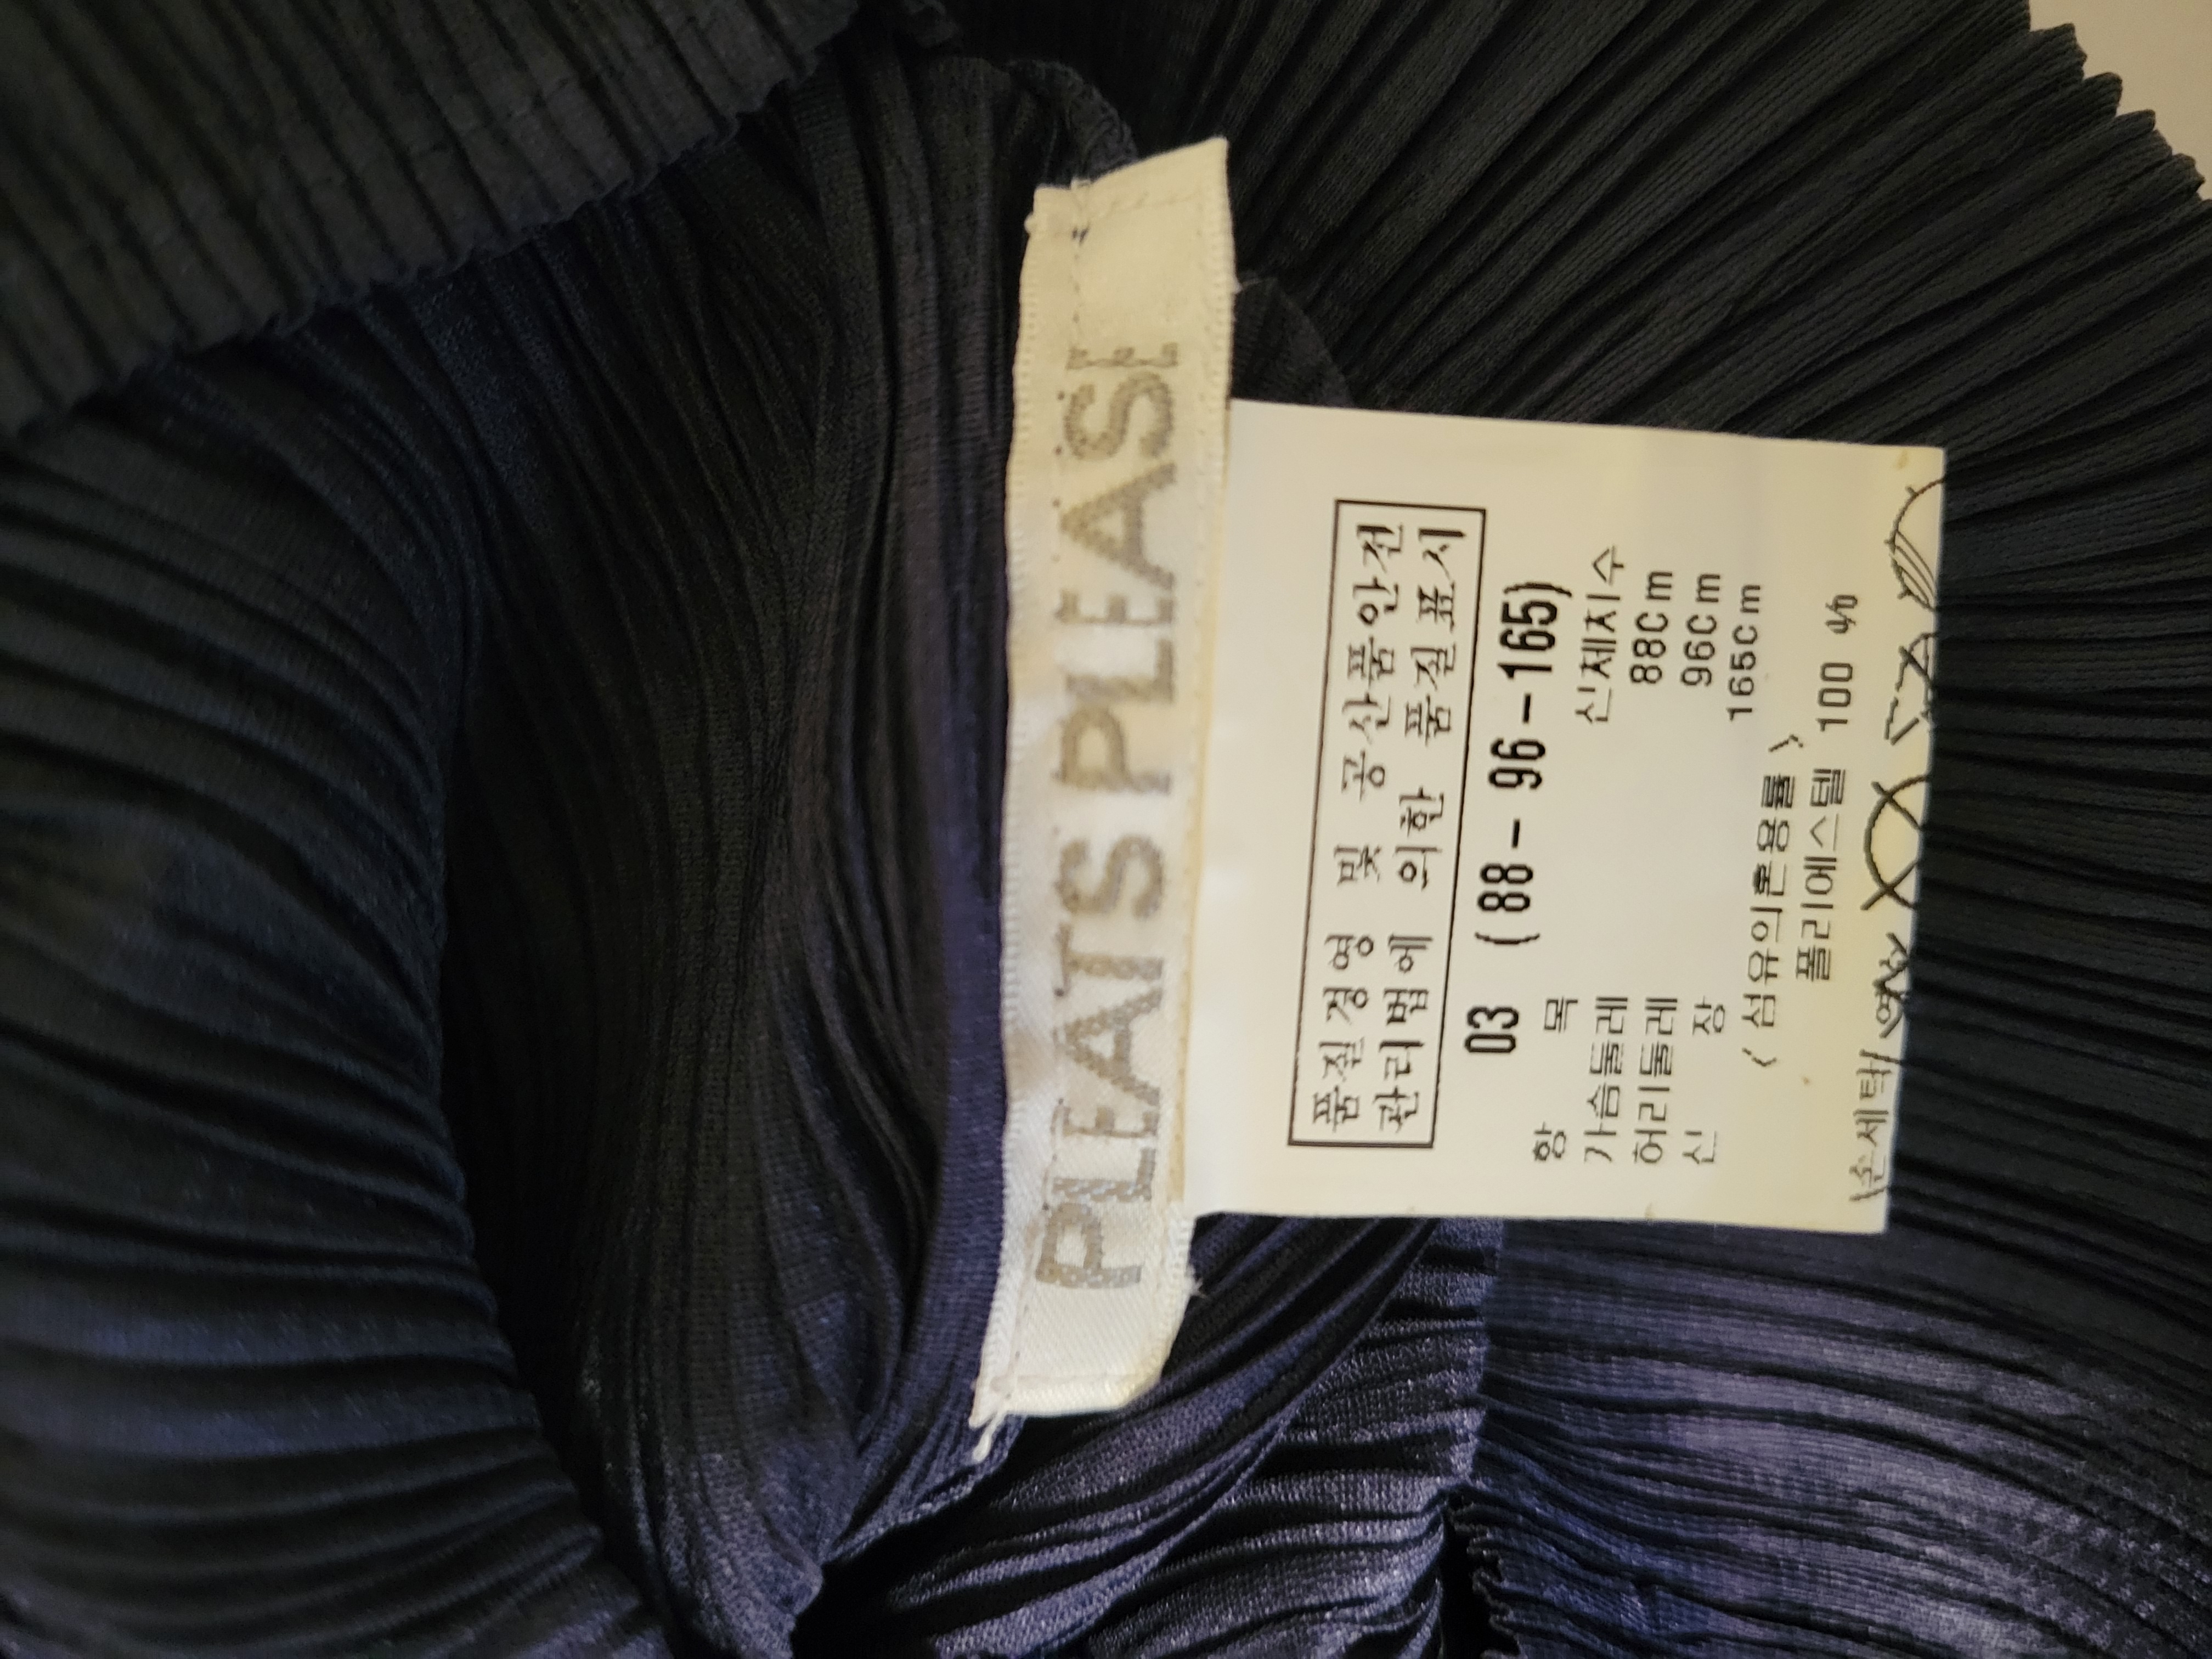 PLEATS PLEASE
품질경영 및 공산품안전
관리법에 의한 품질표시
03 (88-96-165)
항 목 신체치수
가슴둘레 88Cm
허리둘레 96Cm
신 장 165Cm
< 섬유의혼용률 >
폴리에스텔 100 %
손세탁